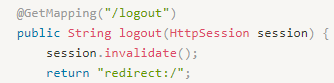 @GetMapping("/logout")
public String logout(HttpSession session) {
session.invalidate();
return "redirect:/";